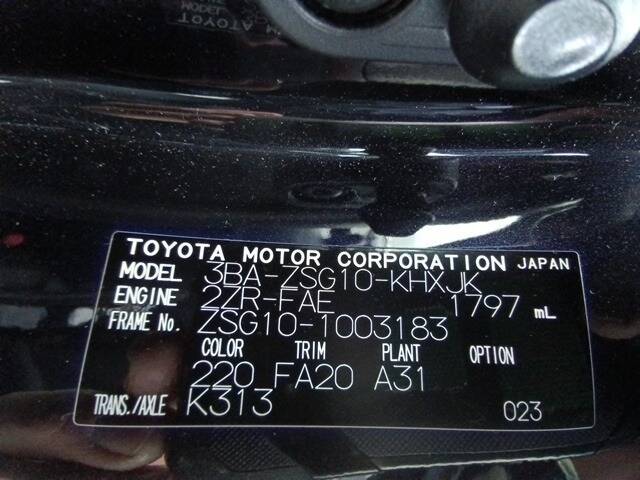 TOYOTA MOTOR CORPORATION JAPAN
MODEL 3BA-ZSG10-KHXJK
ENGINE 2ZR-FAE 1797 mL
FRAME No. ZSG10-1003183
COLOR TRIM PLANT OPTION
220 FA20 A31
TRANS./AXLE K313 023